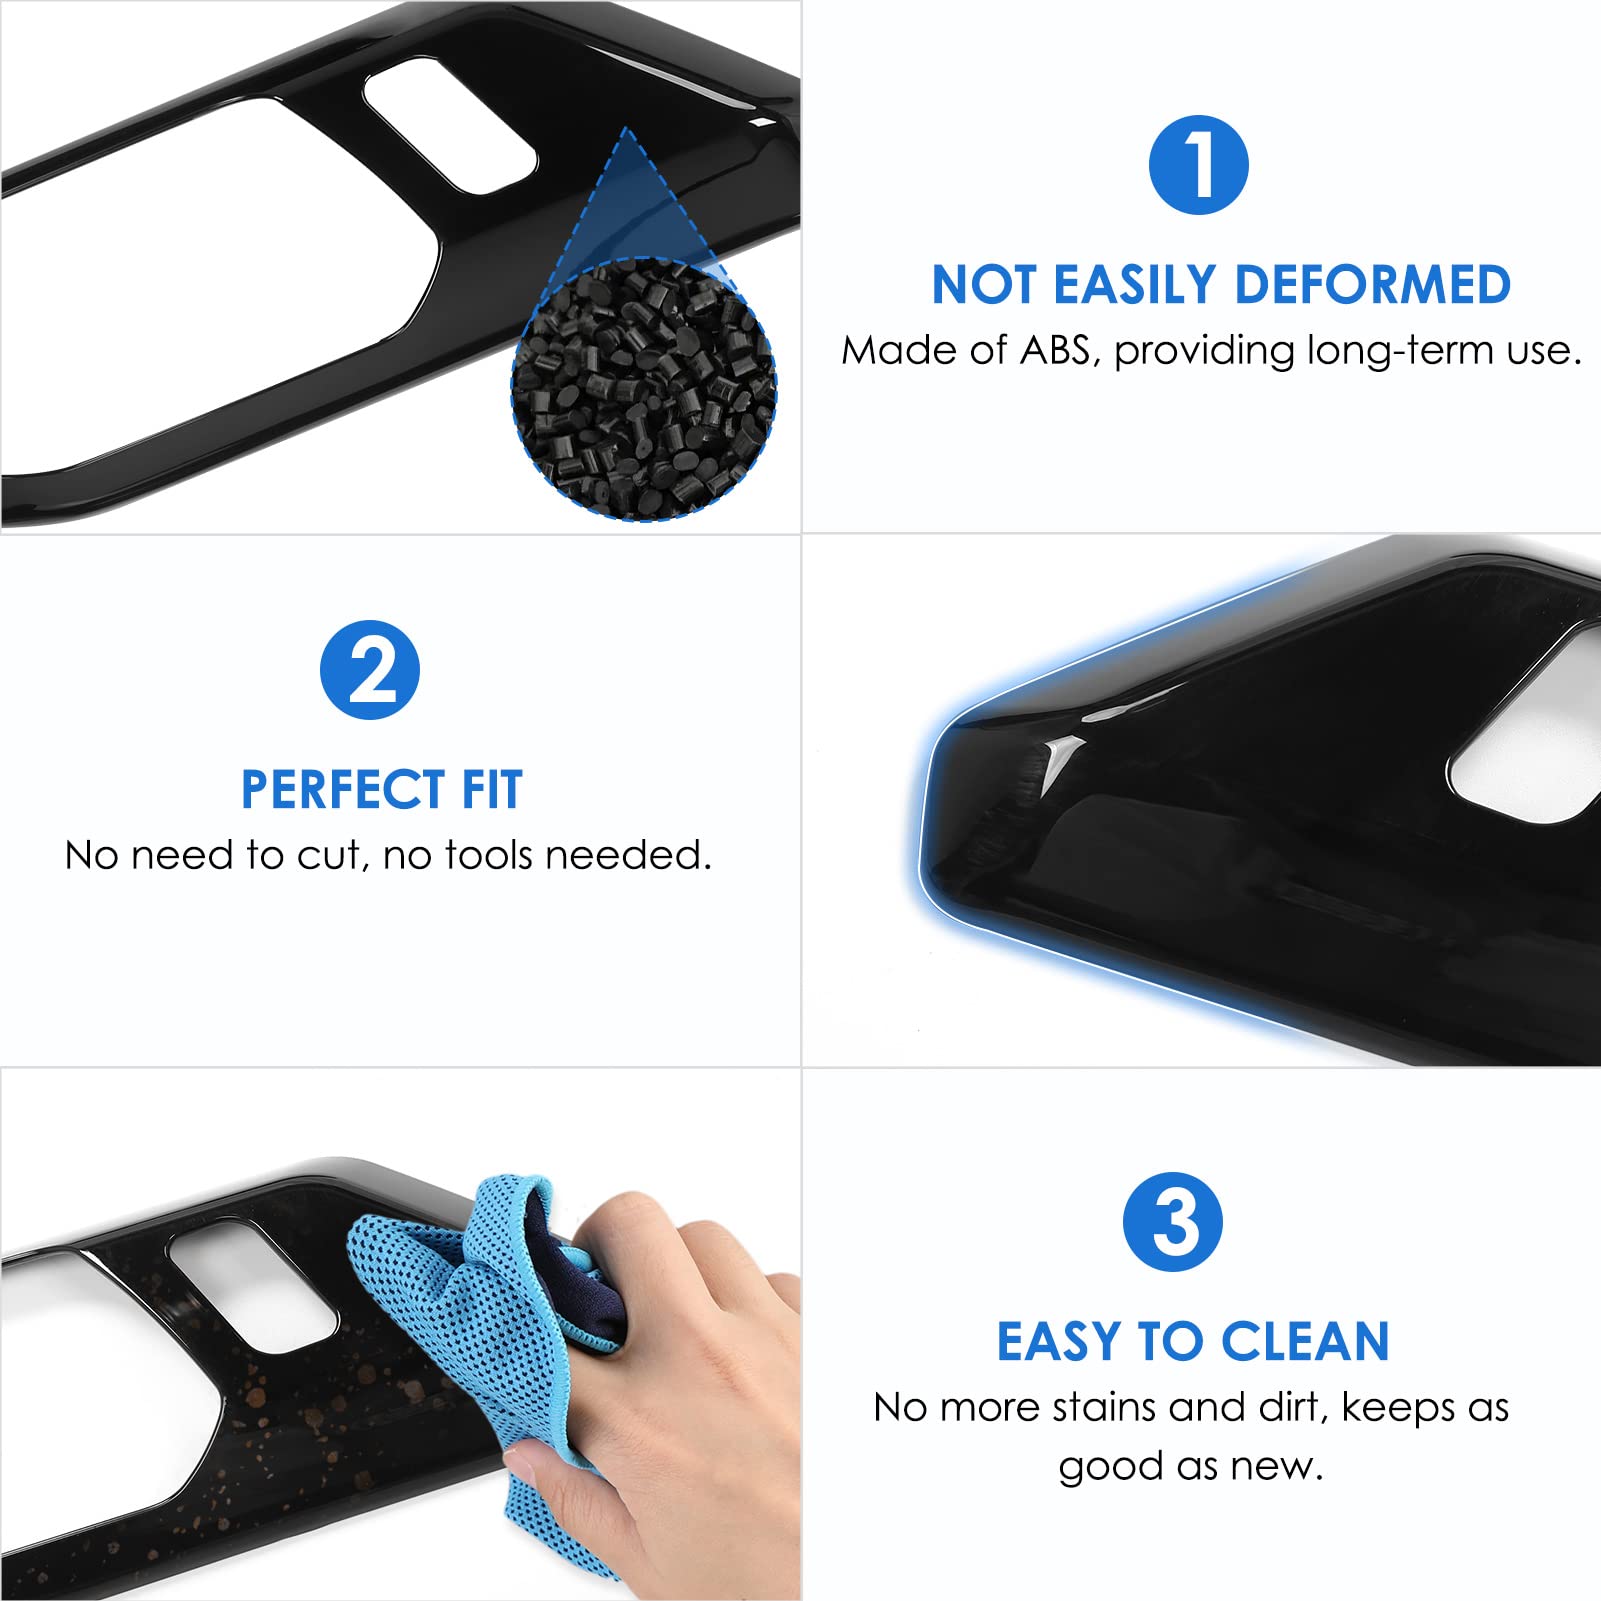 1
NOT EASILY DEFORMED
Made of ABS, providing long-term use.
2
PERFECT FIT
No need to cut, no tools needed.
3
EASY TO CLEAN
No more stains and dirt, keeps as
good as new.